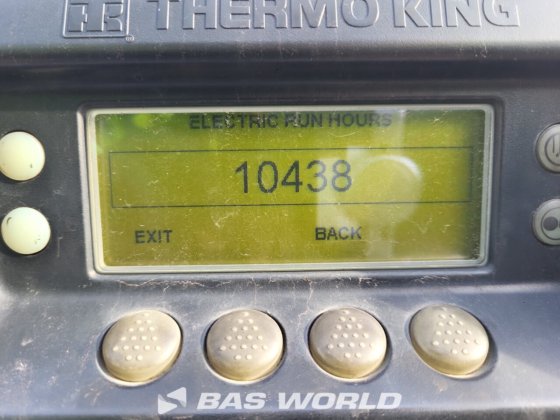 THERMO KING
ELECTRIC RUN HOURS
10438
EXIT BACK
BAS WORLD